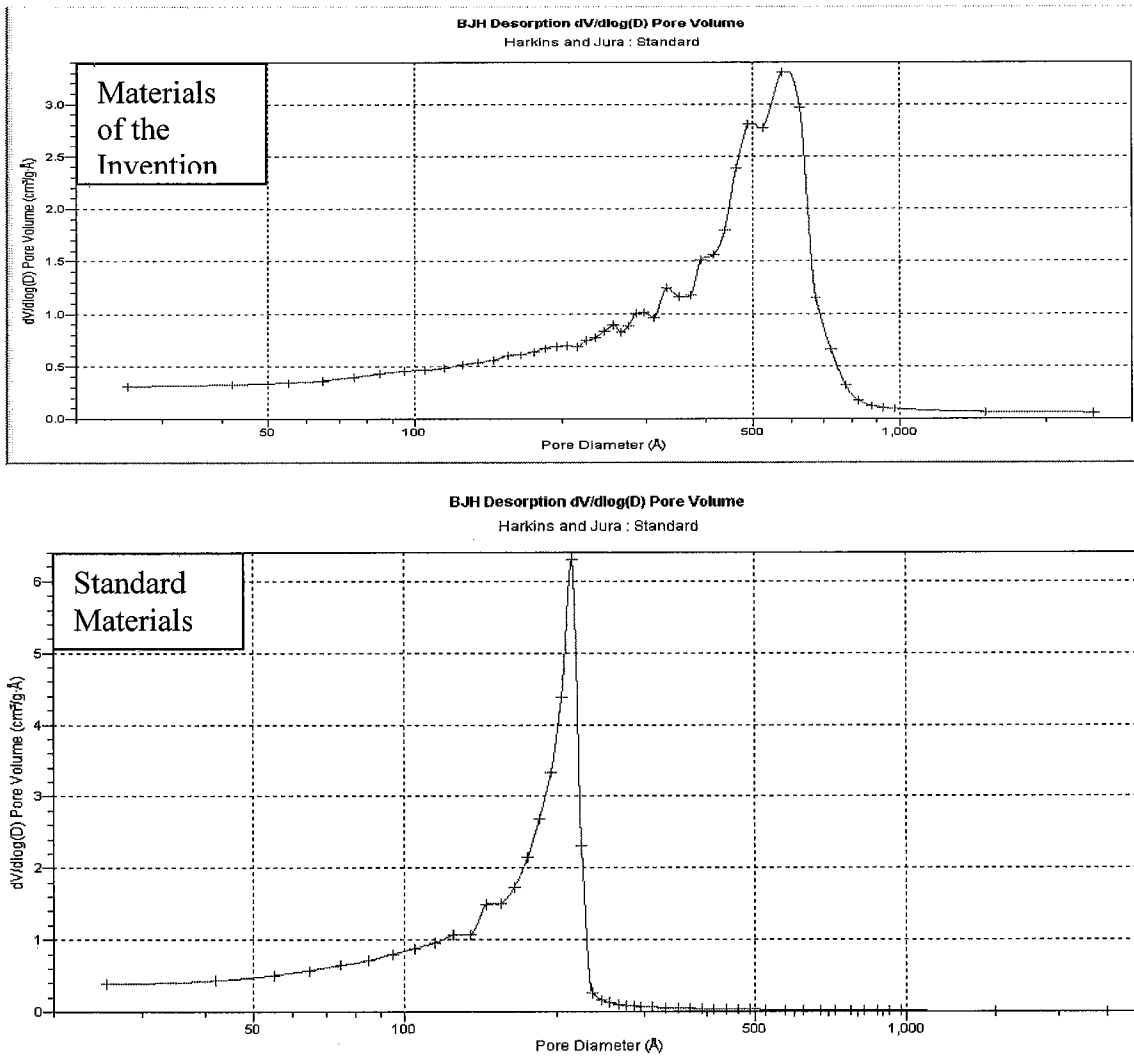 BJH Desorption dV/dlog(D) Pore Volume
Harkins and Jura : Standard
Materials
of the
Invention
dV/dlog(D) Pore Volume (cm³/g·Å)
3.0
2.5
2.0
1.5
1.0
0.5
0.0
50
100
500
1,000
Pore Diameter (Å)
BJH Desorption dV/dlog(D) Pore Volume
Harkins and Jura : Standard
Standard
Materials
dV/dlog(D) Pore Volume (cm³/g·Å)
6
5
4
3
2
1
0
50
100
500
1,000
Pore Diameter (Å)